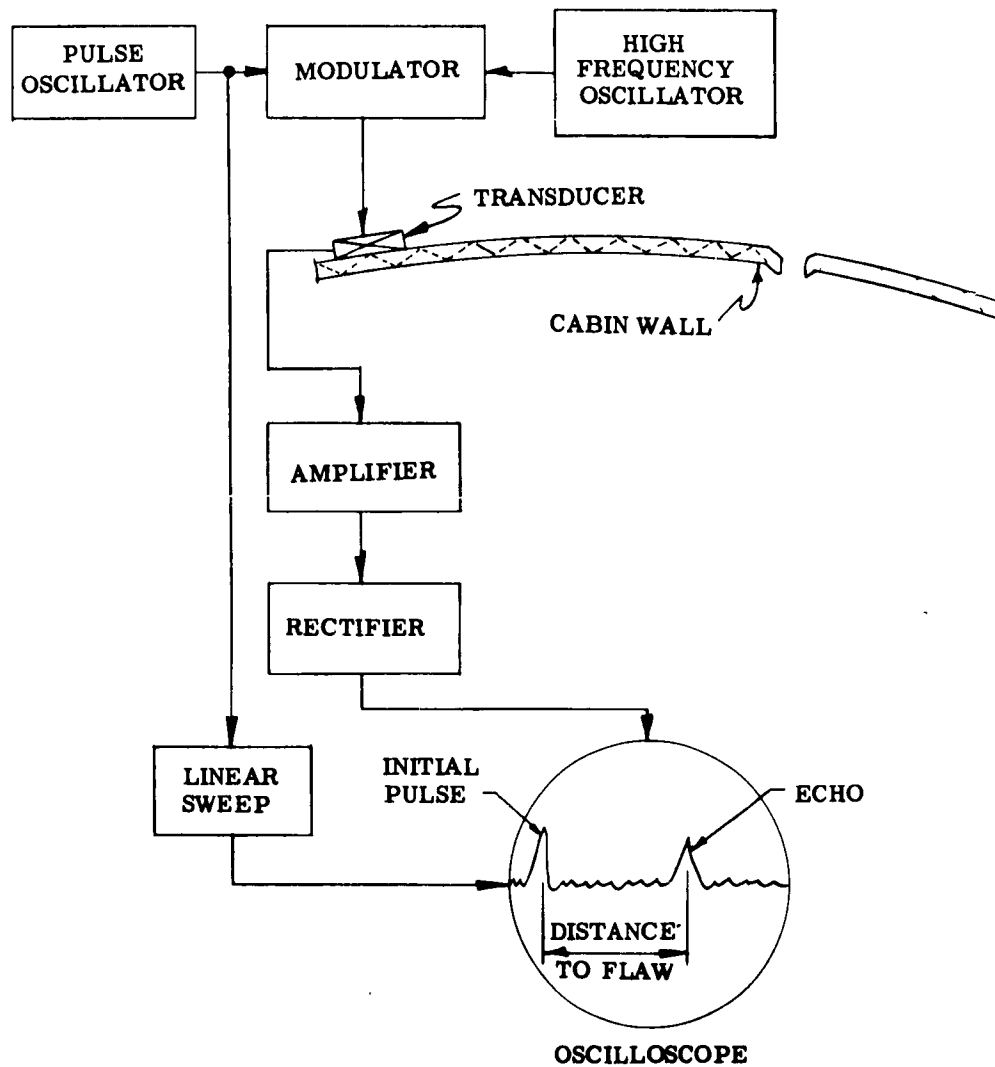 PULSE
OSCILLATOR
MODULATOR
HIGH
FREQUENCY
OSCILLATOR
TRANSDUCER
CABIN WALL
AMPLIFIER
RECTIFIER
LINEAR
SWEEP
INITIAL
PULSE
ECHO
DISTANCE
TO FLAW
OSCILLOSCOPE